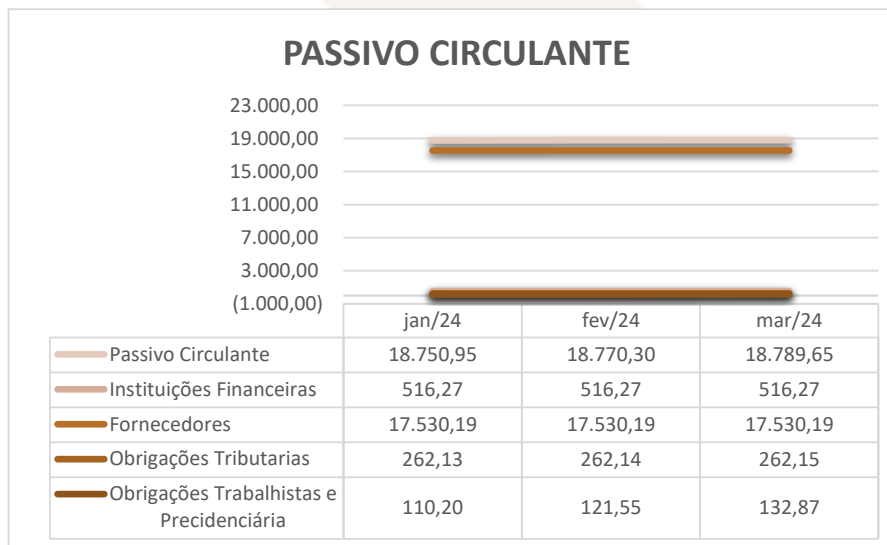 PASSIVO CIRCULANTE
23.000,00
19.000,00
15.000,00
11.000,00
7.000,00
3.000,00
(1.000,00)
jan/24 fev/24 mar/24
Passivo Circulante 18.750,95 18.770,30 18.789,65
Instituições Financeiras 516,27 516,27 516,27
Fornecedores 17.530,19 17.530,19 17.530,19
Obrigações Tributarias 262,13 262,14 262,15
Obrigações Trabalhistas e
Precidenciária 110,20 121,55 132,87